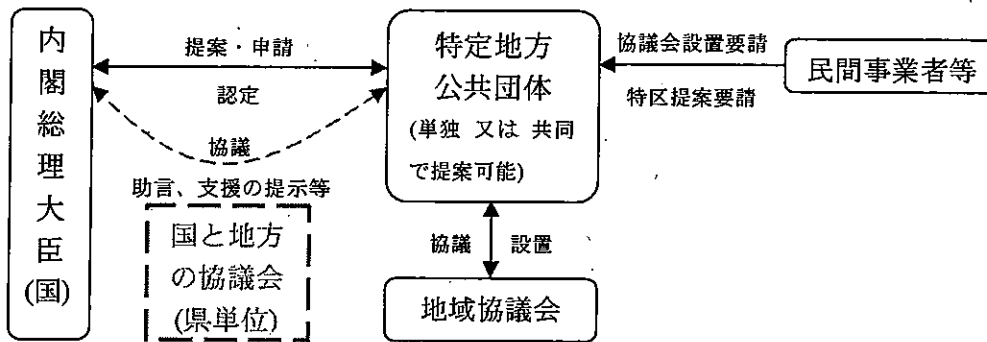 内閣総理大臣(国)
提案・申請
認定
協議
助言、支援の提示等
国と地方
の協議会
(県単位)
特定地方
公共団体
(単独 又は 共同
で提案可能)
協議会設置要請
特区提案要請
民間事業者等
協議 設置
地域協議会